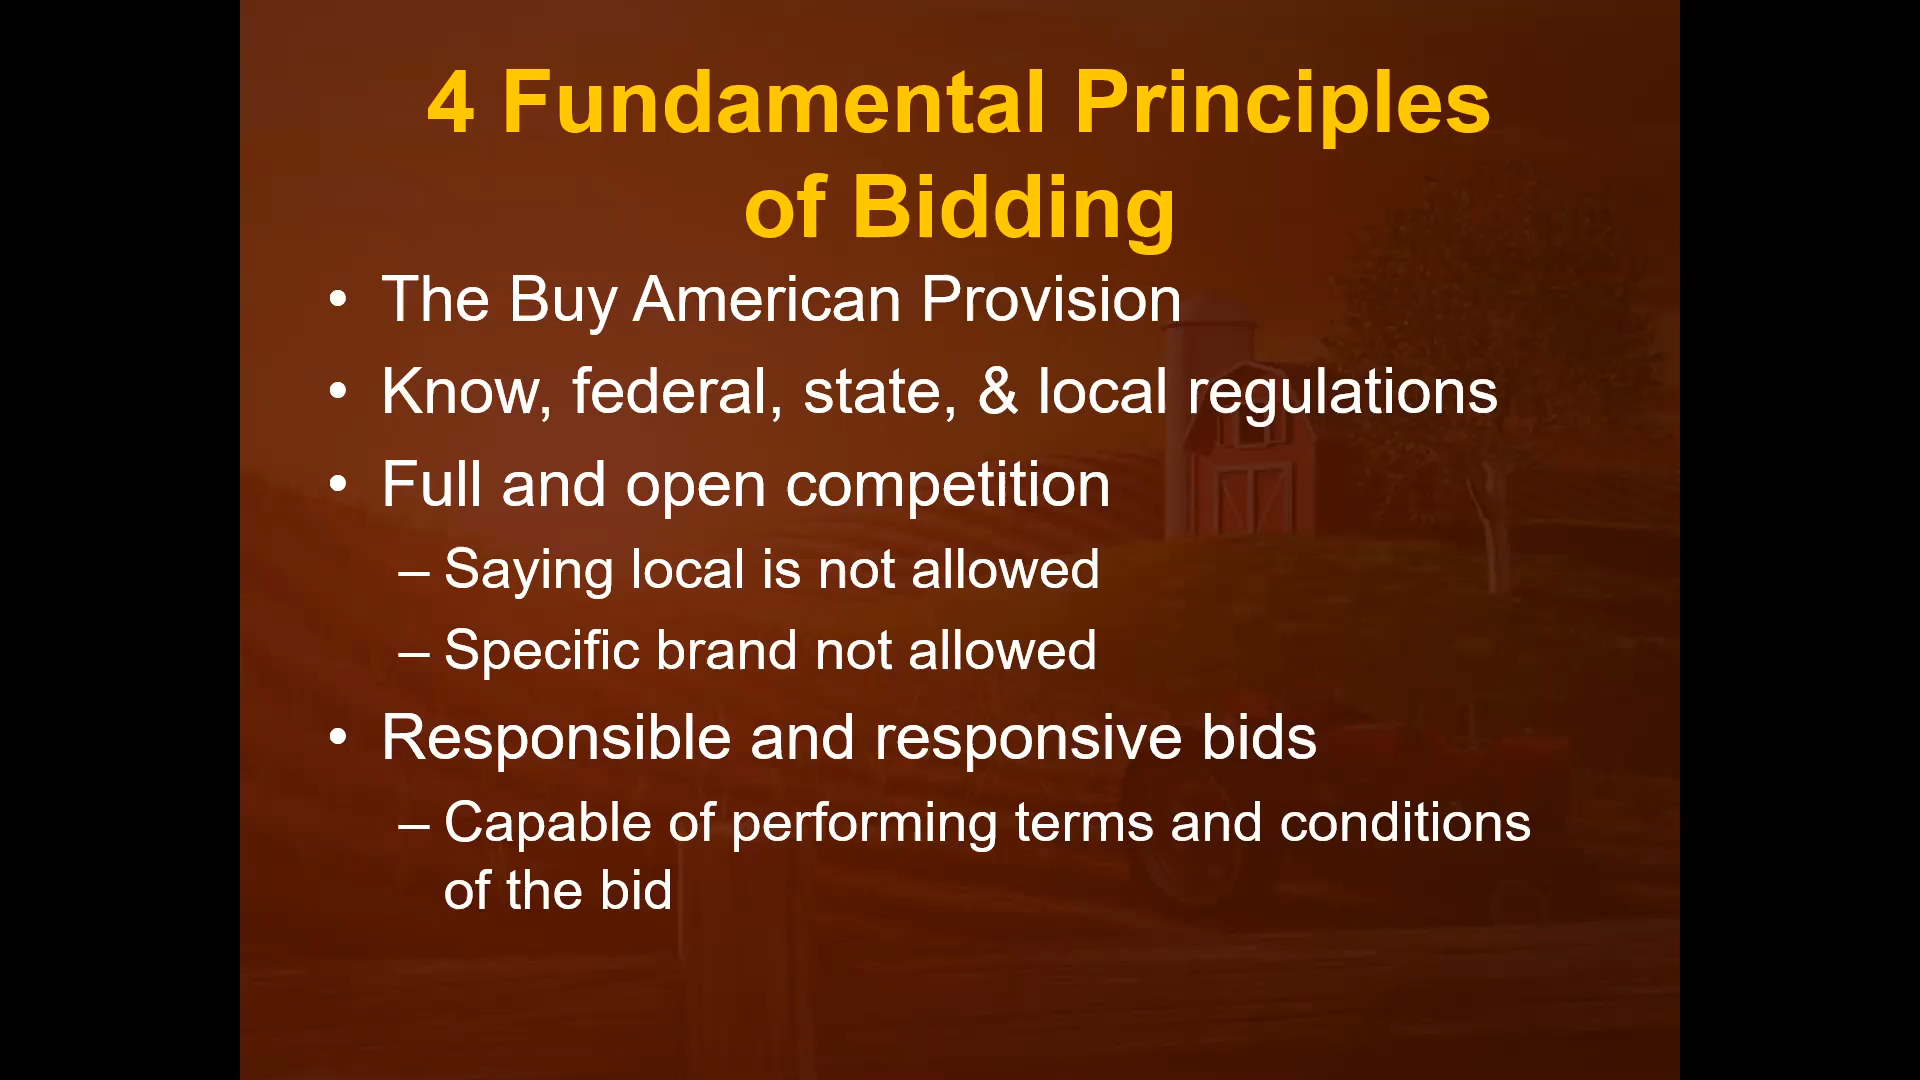 4 Fundamental Principles
of Bidding
• The Buy American Provision
• Know, federal, state, & local regulations
• Full and open competition
– Saying local is not allowed
– Specific brand not allowed
• Responsible and responsive bids
– Capable of performing terms and conditions
of the bid